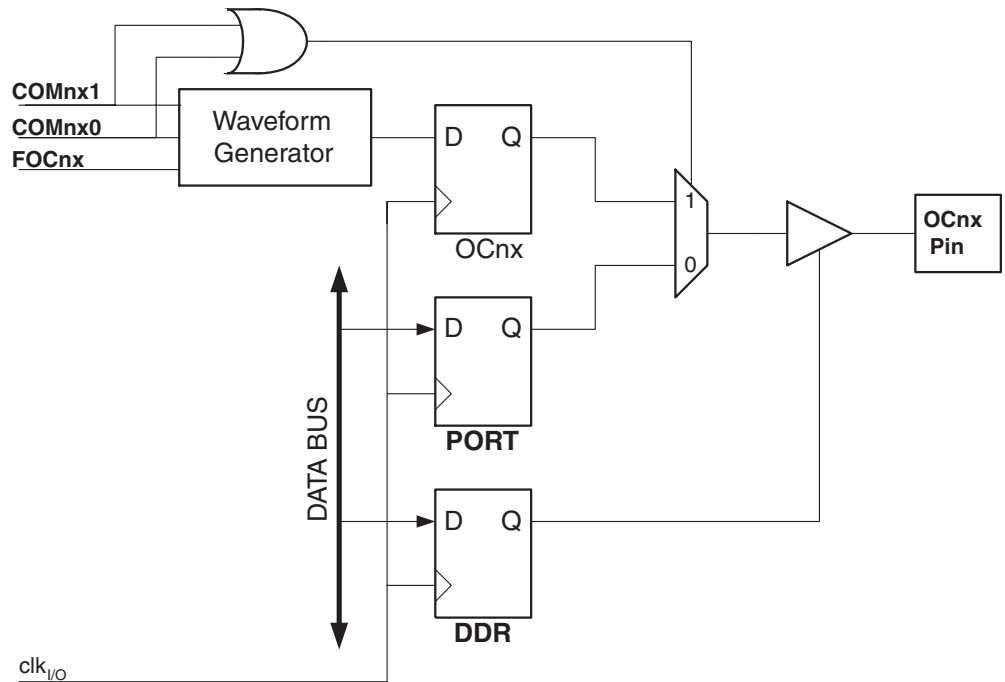 COMnx1
COMnx0
FOCnx
Waveform
Generator
D Q
OCnx
1
0
OCnx
Pin
D Q
PORT
DATA BUS
D Q
DDR
clkI/O